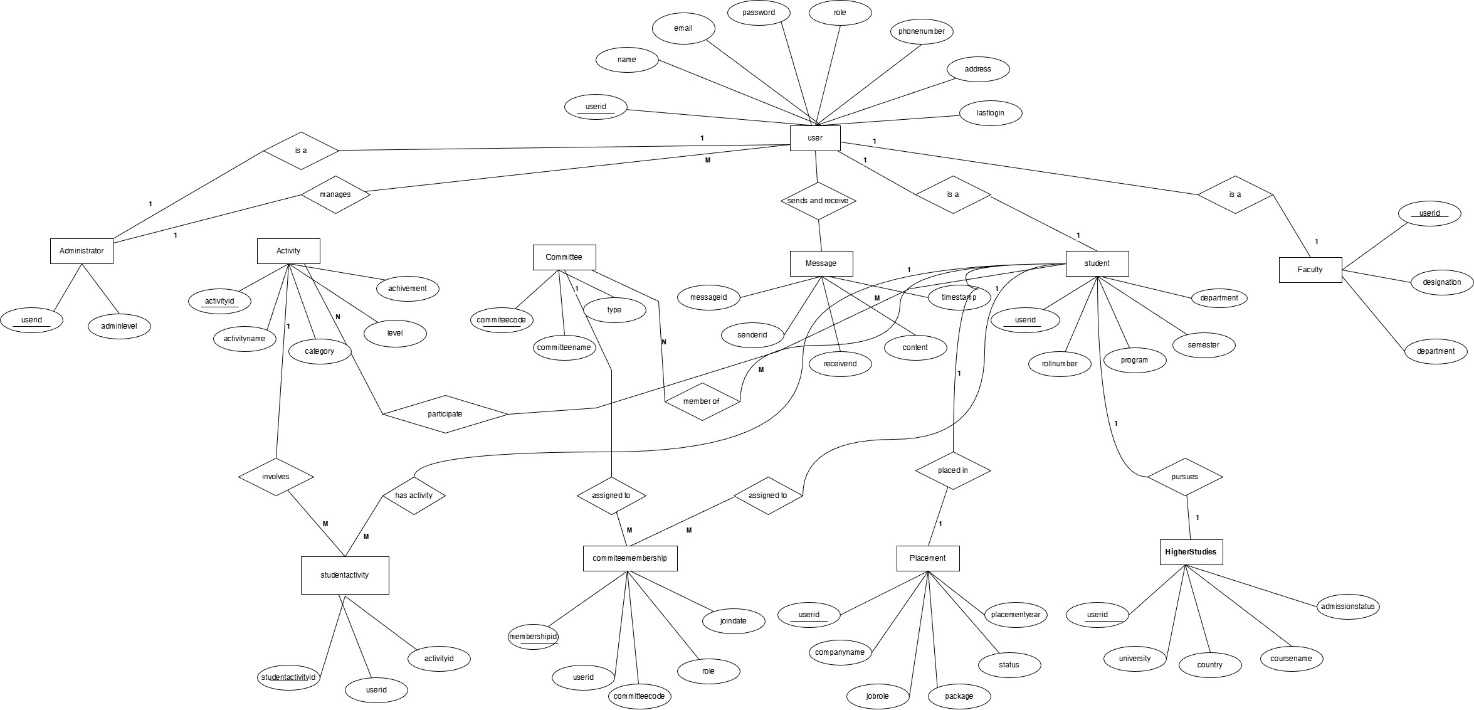 password
role
email
phonenumber
name
address
userid
lastlogin
user
1
1
is a
1
M
1
manages
is a
is a
sends and receive
1
userid
1
1
1
Administrator
Activity
Committee
Message
student
Faculty
1
achivement
1
1
designation
activityid
messageid
M
timestamp
department
type
userid
adminlevel
1
N
commiteecode
userid
activityname
level
senderid
category
committeename
N
content
semester
receiverid
rollnumber
program
department
M
1
member of
participate
1
involves
placed in
pursues
has activity
assigned to
assigned to
M
M
M
M
1
1
commiteemembership
Placement
HigherStudies
studentactivity
joindate
userid
placementyear
userid
admissionstatus
membershipid
companyname
activityid
role
status
university
country
coursename
studentactivityid
userid
userid
committeecode
jobrole
package